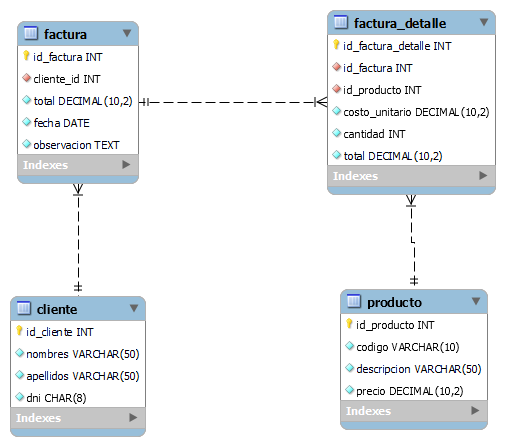 factura
id_factura INT
cliente_id INT
total DECIMAL(10,2)
fecha DATE
observacion TEXT
Indexes
factura_detalle
id_factura_detalle INT
id_factura INT
id_producto INT
costo_unitario DECIMAL(10,2)
cantidad INT
total DECIMAL(10,2)
Indexes
cliente
id_cliente INT
nombres VARCHAR(50)
apellidos VARCHAR(50)
dni CHAR(8)
Indexes
producto
id_producto INT
codigo VARCHAR(10)
descripcion VARCHAR(50)
precio DECIMAL(10,2)
Indexes